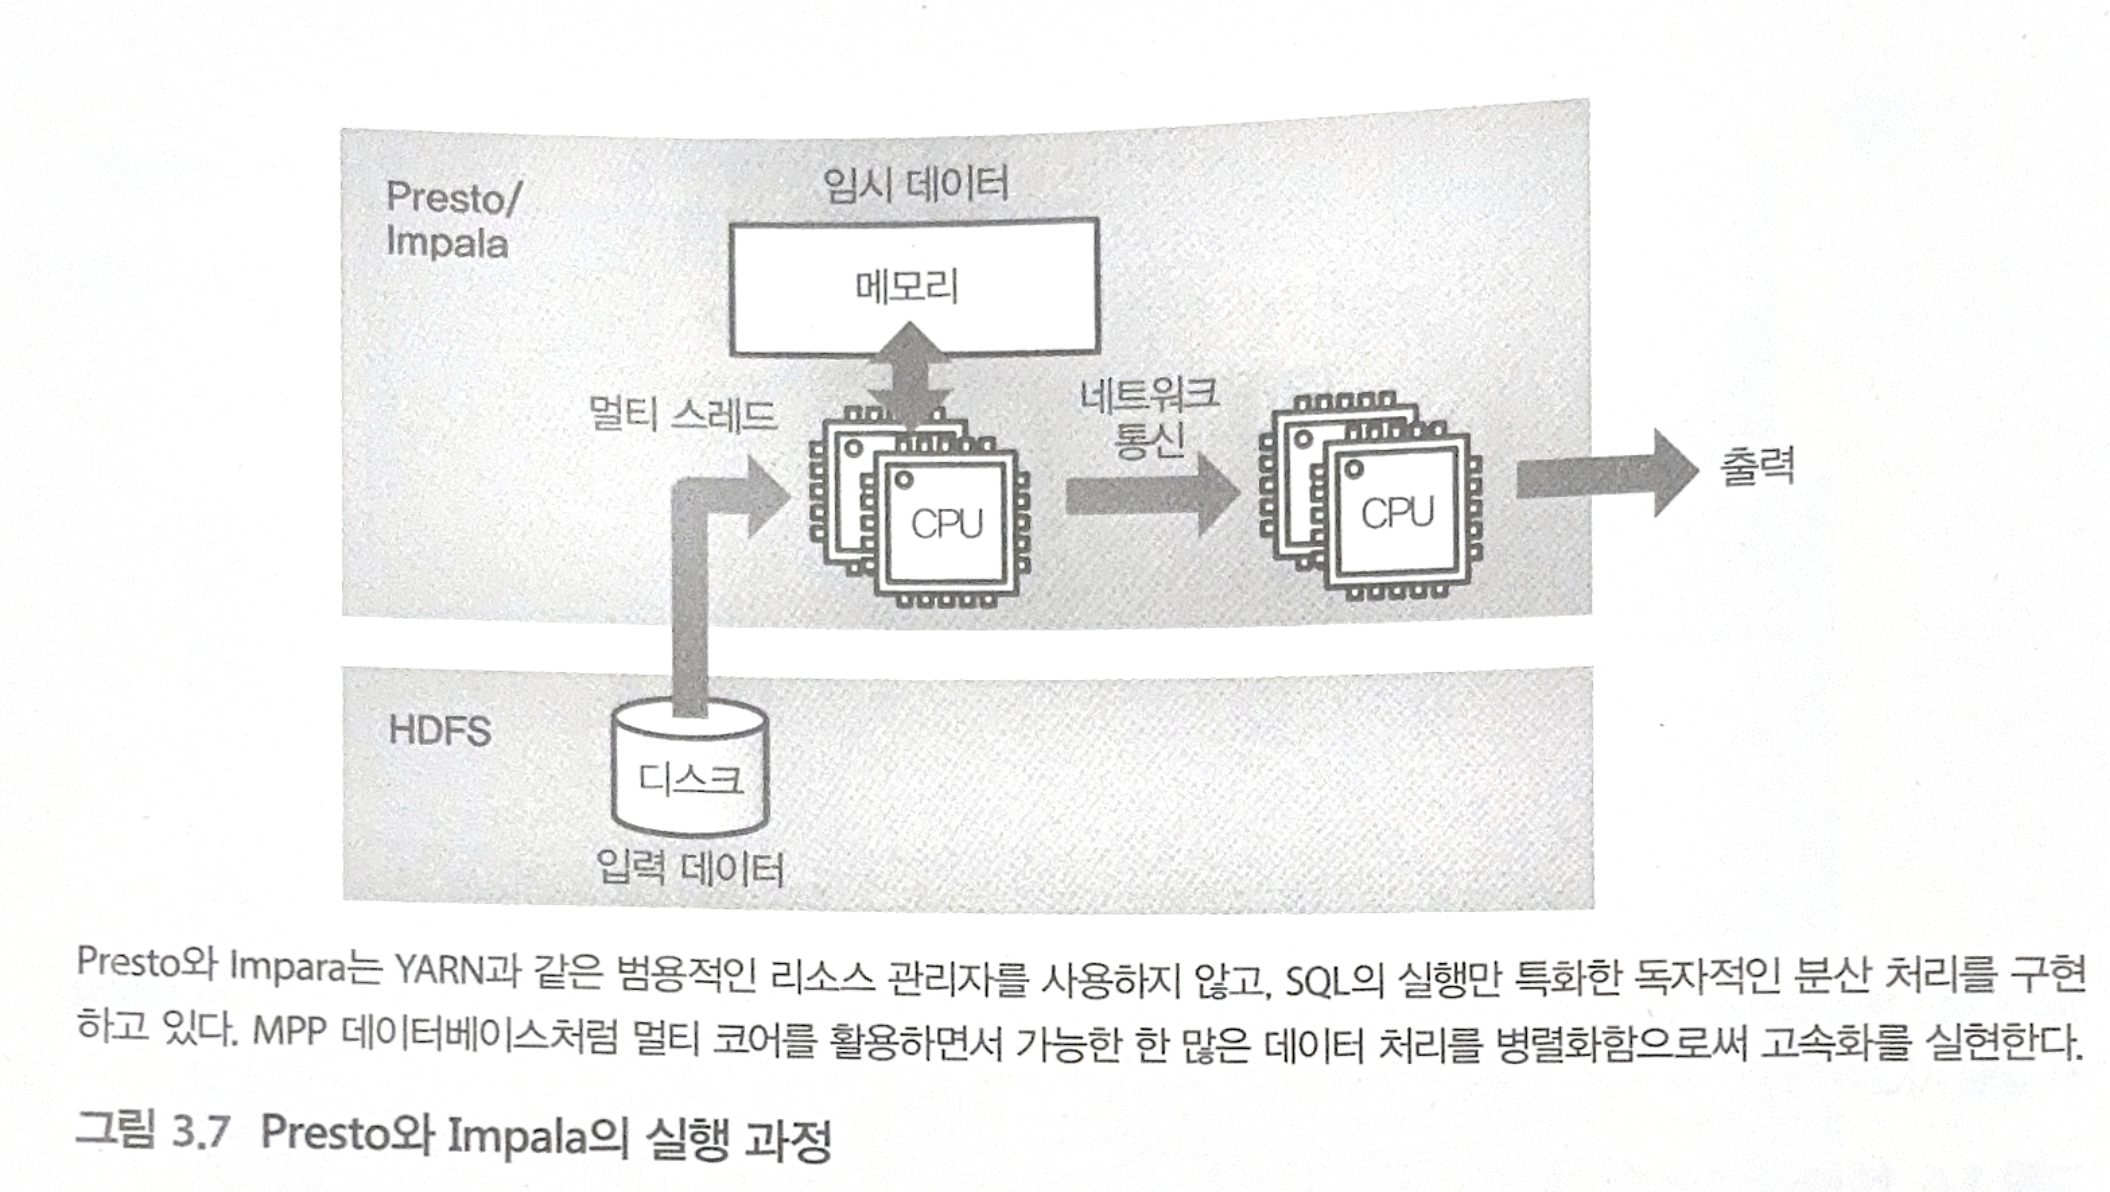 Presto/
Impala
임시 데이터
메모리
멀티 스레드
네트워크
통신
CPU
CPU
출력
HDFS
디스크
입력 데이터
Presto와 Impara는 YARN과 같은 범용적인 리소스 관리자를 사용하지 않고, SQL의 실행만 특화한 독자적인 분산 처리를 구현
하고 있다. MPP 데이터베이스처럼 멀티 코어를 활용하면서 가능한 한 많은 데이터 처리를 병렬화함으로써 고속화를 실현한다.
그림 3.7 Presto와 Impala의 실행 과정